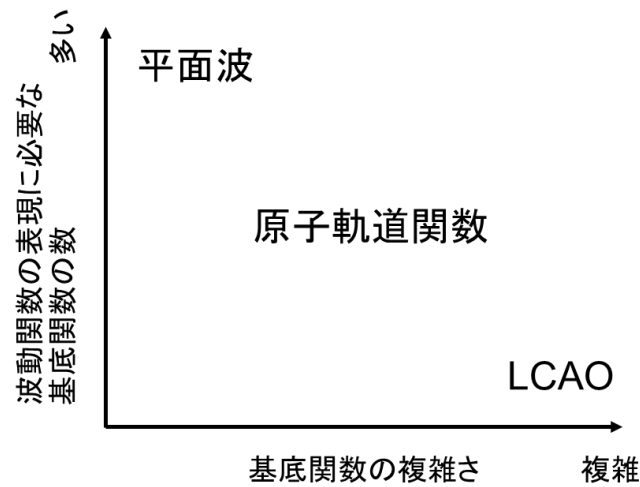 多い
波動関数の表現に必要な
基底関数の数
平面波
原子軌道関数
LCAO
基底関数の複雑さ
複雑